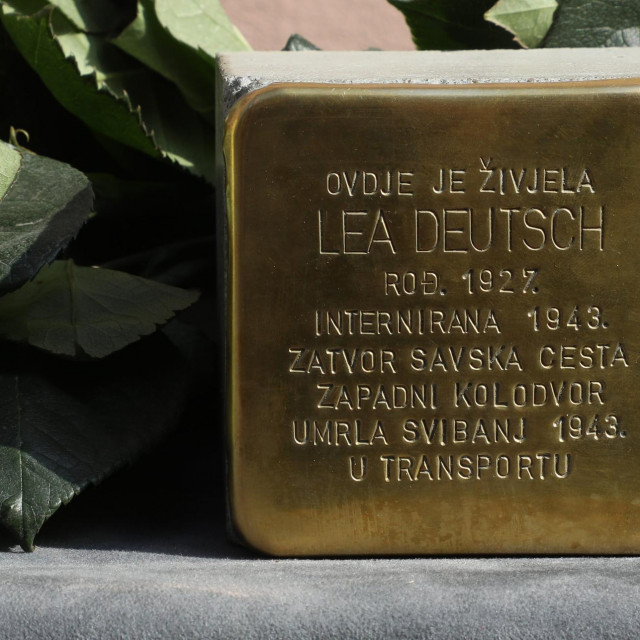 OVDJE JE ŽIVJELA
LEA DEUTSCH
ROĐ. 1927.
INTERNIRANA 1943.
ZATVOR SAVSKA CESTA
ZAPADNI KOLODVOR
UMRLA SVIBANJ 1943.
U TRANSPORTU